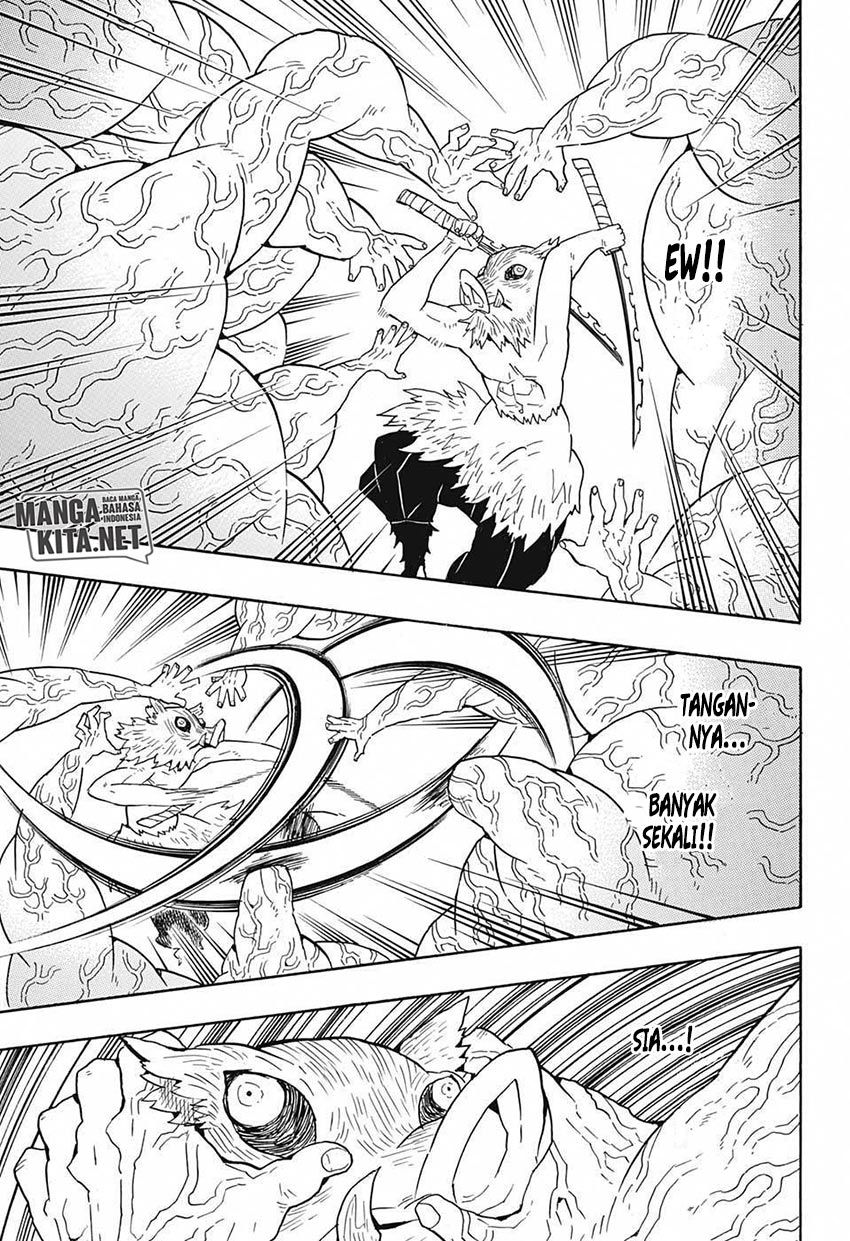 EW!!
MANGA
KITA.NET
BACA MANGA
BAHASA
INDONESIA
TANGAN-
NYA...
BANYAK
SEKALI!!
SIA...!